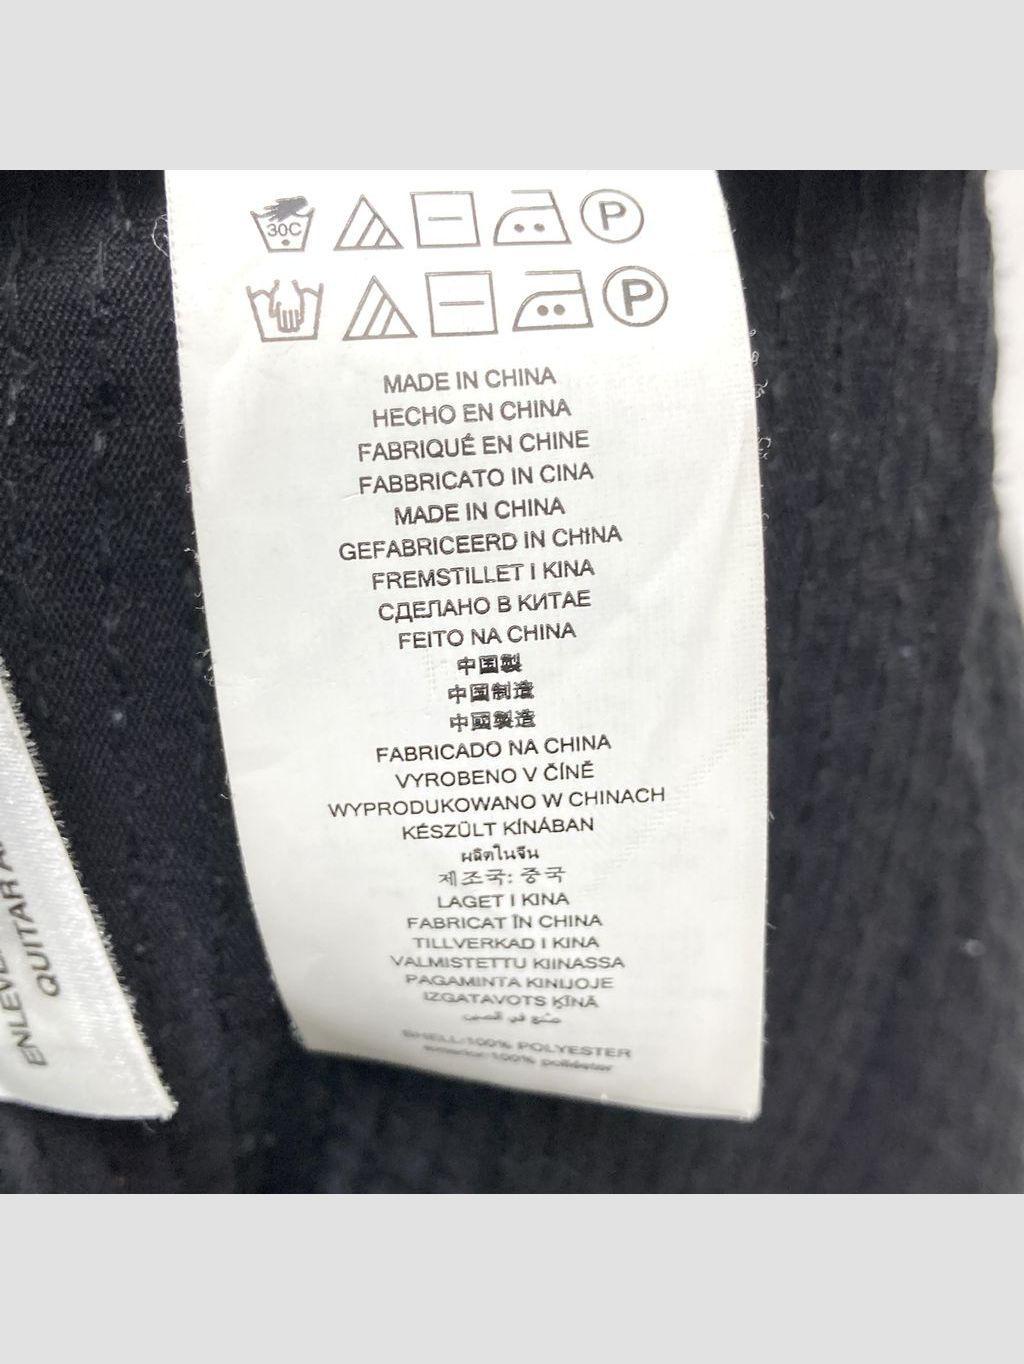 30C
P
P
MADE IN CHINA
HECHO EN CHINA
FABRIQUÉ EN CHINE
FABBRICATO IN CINA
MADE IN CHINA
GEFABRICEERD IN CHINA
FREMSTILLET I KINA
СДЕЛАНО В КИТАЕ
FEITO NA CHINA
中国製
中国制造
中國製造
FABRICADO NA CHINA
VYROBENO V ČÍNĚ
WYPRODUKOWANO W CHINACH
KÉSZÜLT KÍNÁBAN
ผลิตในจีน
제조국: 중국
LAGET I KINA
FABRICAT ÎN CHINA
TILLVERKAD I KINA
VALMISTETTU KIINASSA
PAGAMINTA KINIJOJE
IZGATAVOTS ĶĪNĀ
صنع في الصين
SHELL:100% POLYESTER
exterior:100% poliéster
ENLEVER
QUITAR